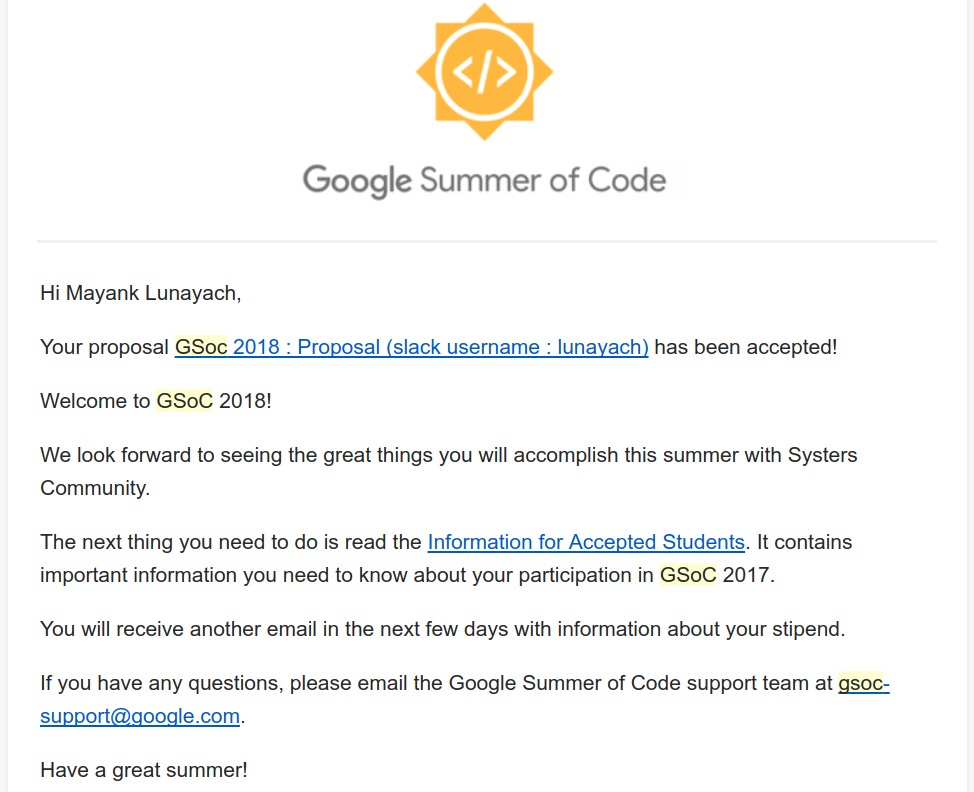 </>
Google Summer of Code
Hi Mayank Lunayach,
Your proposal GSoc 2018 : Proposal (slack username : lunayach) has been accepted!
Welcome to GSoC 2018!
We look forward to seeing the great things you will accomplish this summer with Systers
Community.
The next thing you need to do is read the Information for Accepted Students. It contains
important information you need to know about your participation in GSoC 2017.
You will receive another email in the next few days with information about your stipend.
If you have any questions, please email the Google Summer of Code support team at gsoc-
support@google.com.
Have a great summer!